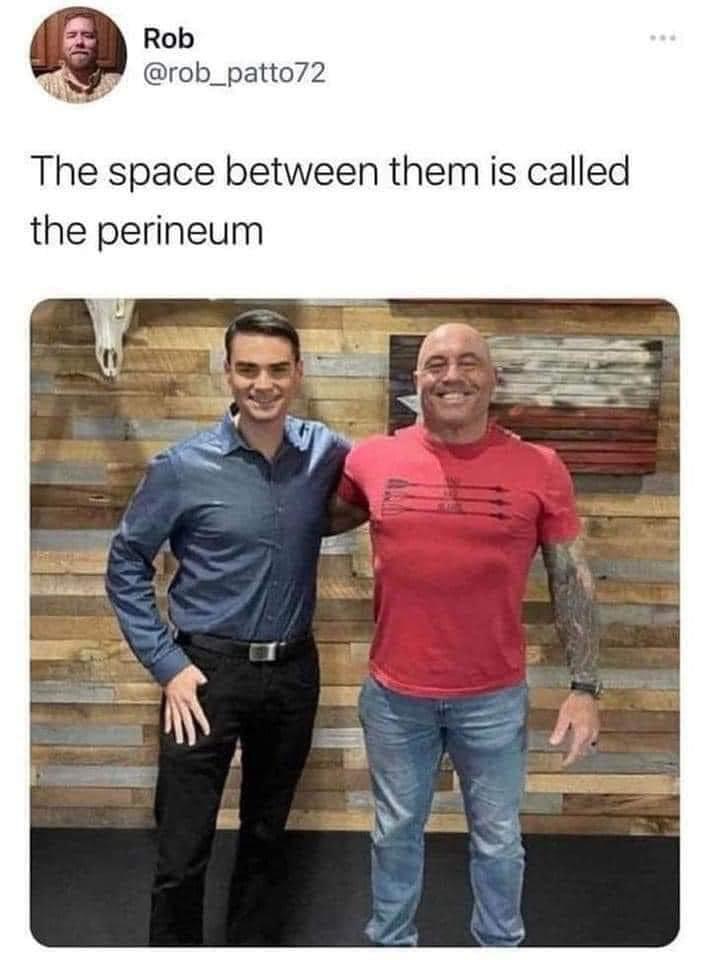 Rob
@rob_patto72
The space between them is called
the perineum